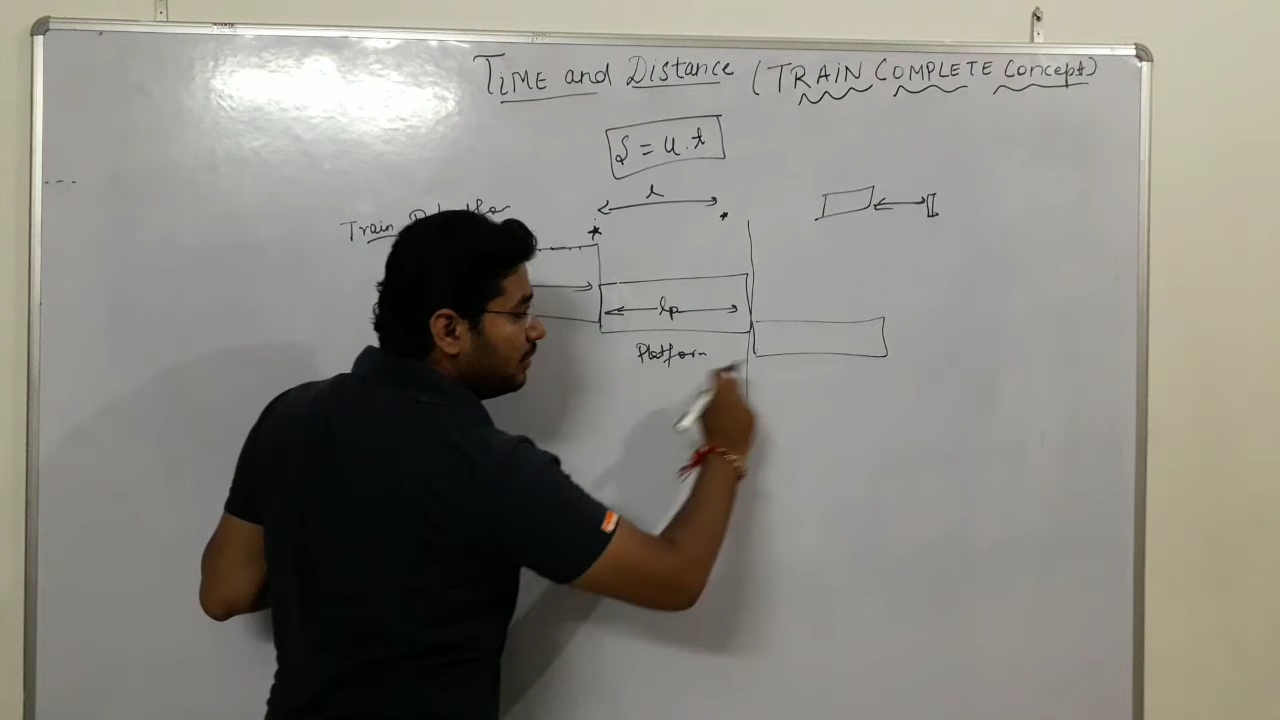 TIME and Distance (TRAIN COMPLETE Concept)
S = u.t
l
Train
lp
Platform